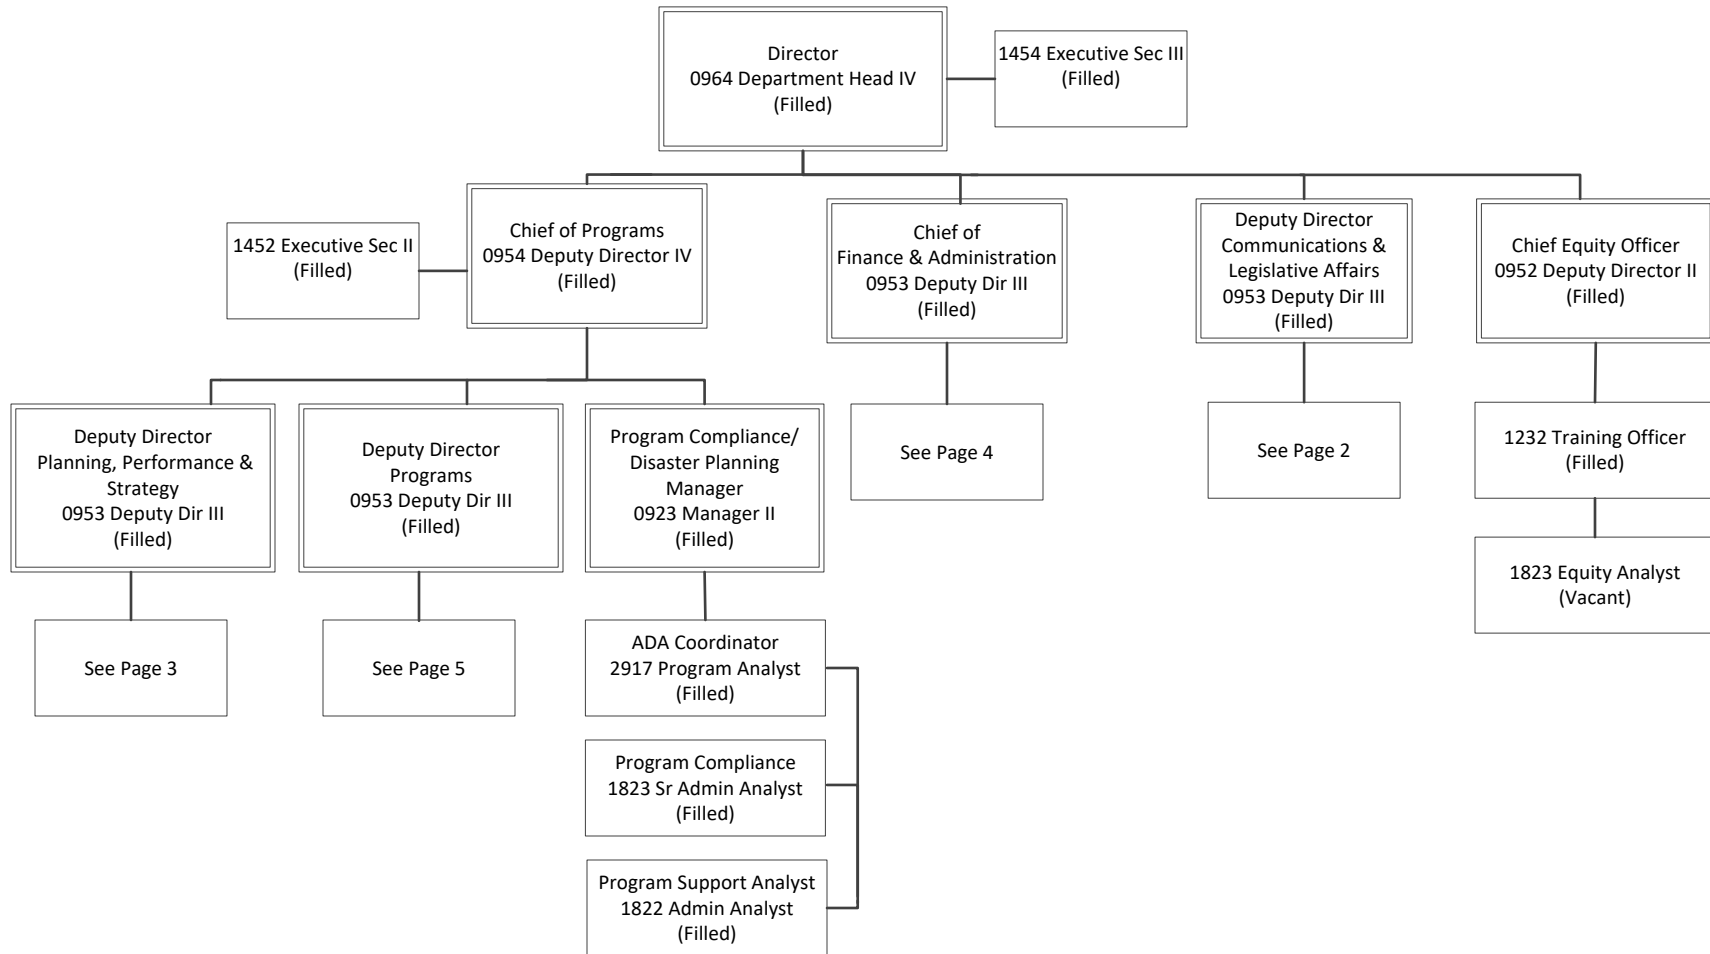 Director
0964 Department Head IV
(Filled)
1454 Executive Sec III
(Filled)
1452 Executive Sec II
(Filled)
Chief of Programs
0954 Deputy Director IV
(Filled)
Chief of
Finance & Administration
0953 Deputy Dir III
(Filled)
Deputy Director
Communications &
Legislative Affairs
0953 Deputy Dir III
(Filled)
Chief Equity Officer
0952 Deputy Director II
(Filled)
Deputy Director
Planning, Performance &
Strategy
0953 Deputy Dir III
(Filled)
Deputy Director
Programs
0953 Deputy Dir III
(Filled)
Program Compliance/
Disaster Planning
Manager
0923 Manager II
(Filled)
See Page 4
See Page 2
1232 Training Officer
(Filled)
1823 Equity Analyst
(Vacant)
See Page 3
See Page 5
ADA Coordinator
2917 Program Analyst
(Filled)
Program Compliance
1823 Sr Admin Analyst
(Filled)
Program Support Analyst
1822 Admin Analyst
(Filled)